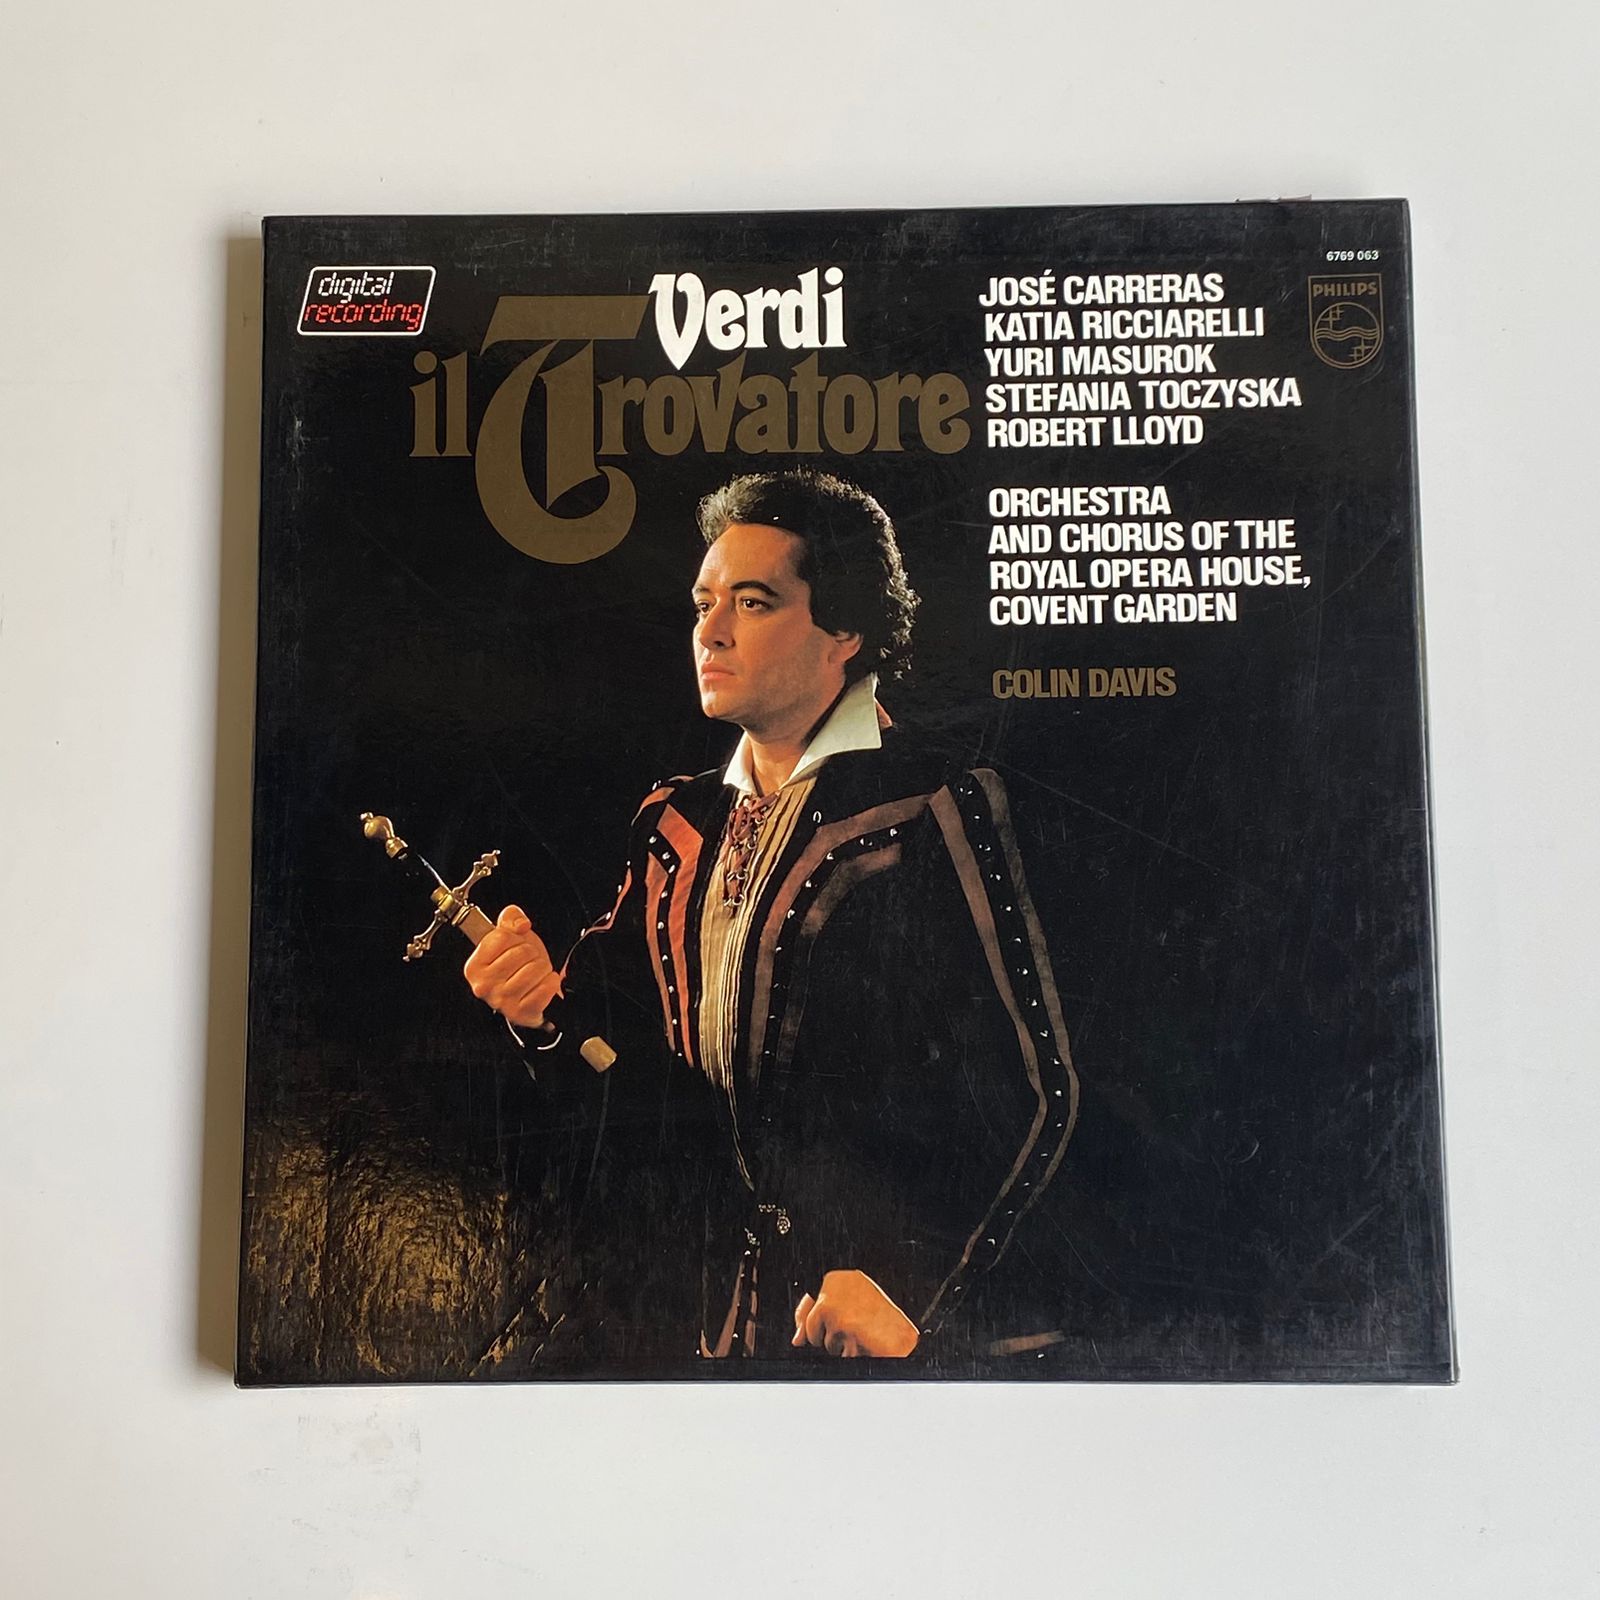 digital
recording
Verdi
il Trovatore
JOSÉ CARRERAS
KATIA RICCIARELLI
YURI MASUROK
STEFANIA TOCZYSKA
ROBERT LLOYD
ORCHESTRA
AND CHORUS OF THE
ROYAL OPERA HOUSE,
COVENT GARDEN
COLIN DAVIS
6769 063
PHILIPS